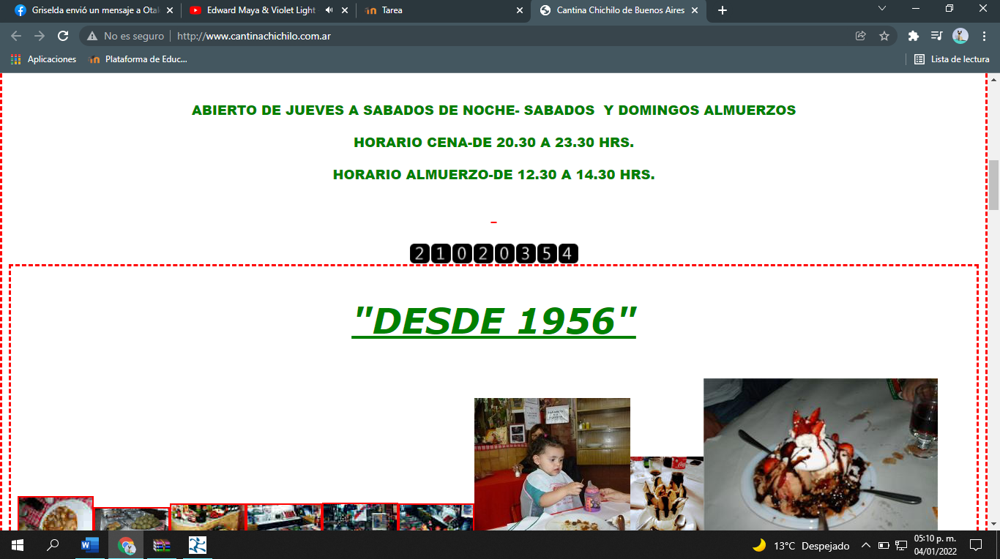 Griselda envió un mensaje a Otak
Edward Maya & Violet Light
Tarea
Cantina Chichilo de Buenos Aires
No es seguro
http://www.cantinachichilo.com.ar
Aplicaciones
Plataforma de Educ...
Lista de lectura
ABIERTO DE JUEVES A SABADOS DE NOCHE- SABADOS  Y DOMINGOS ALMUERZOS
HORARIO CENA-DE 20.30 A 23.30 HRS.
HORARIO ALMUERZO-DE 12.30 A 14.30 HRS.
-
21020354
"DESDE 1956"
13°C Despejado
05:10 p. m.
04/01/2022